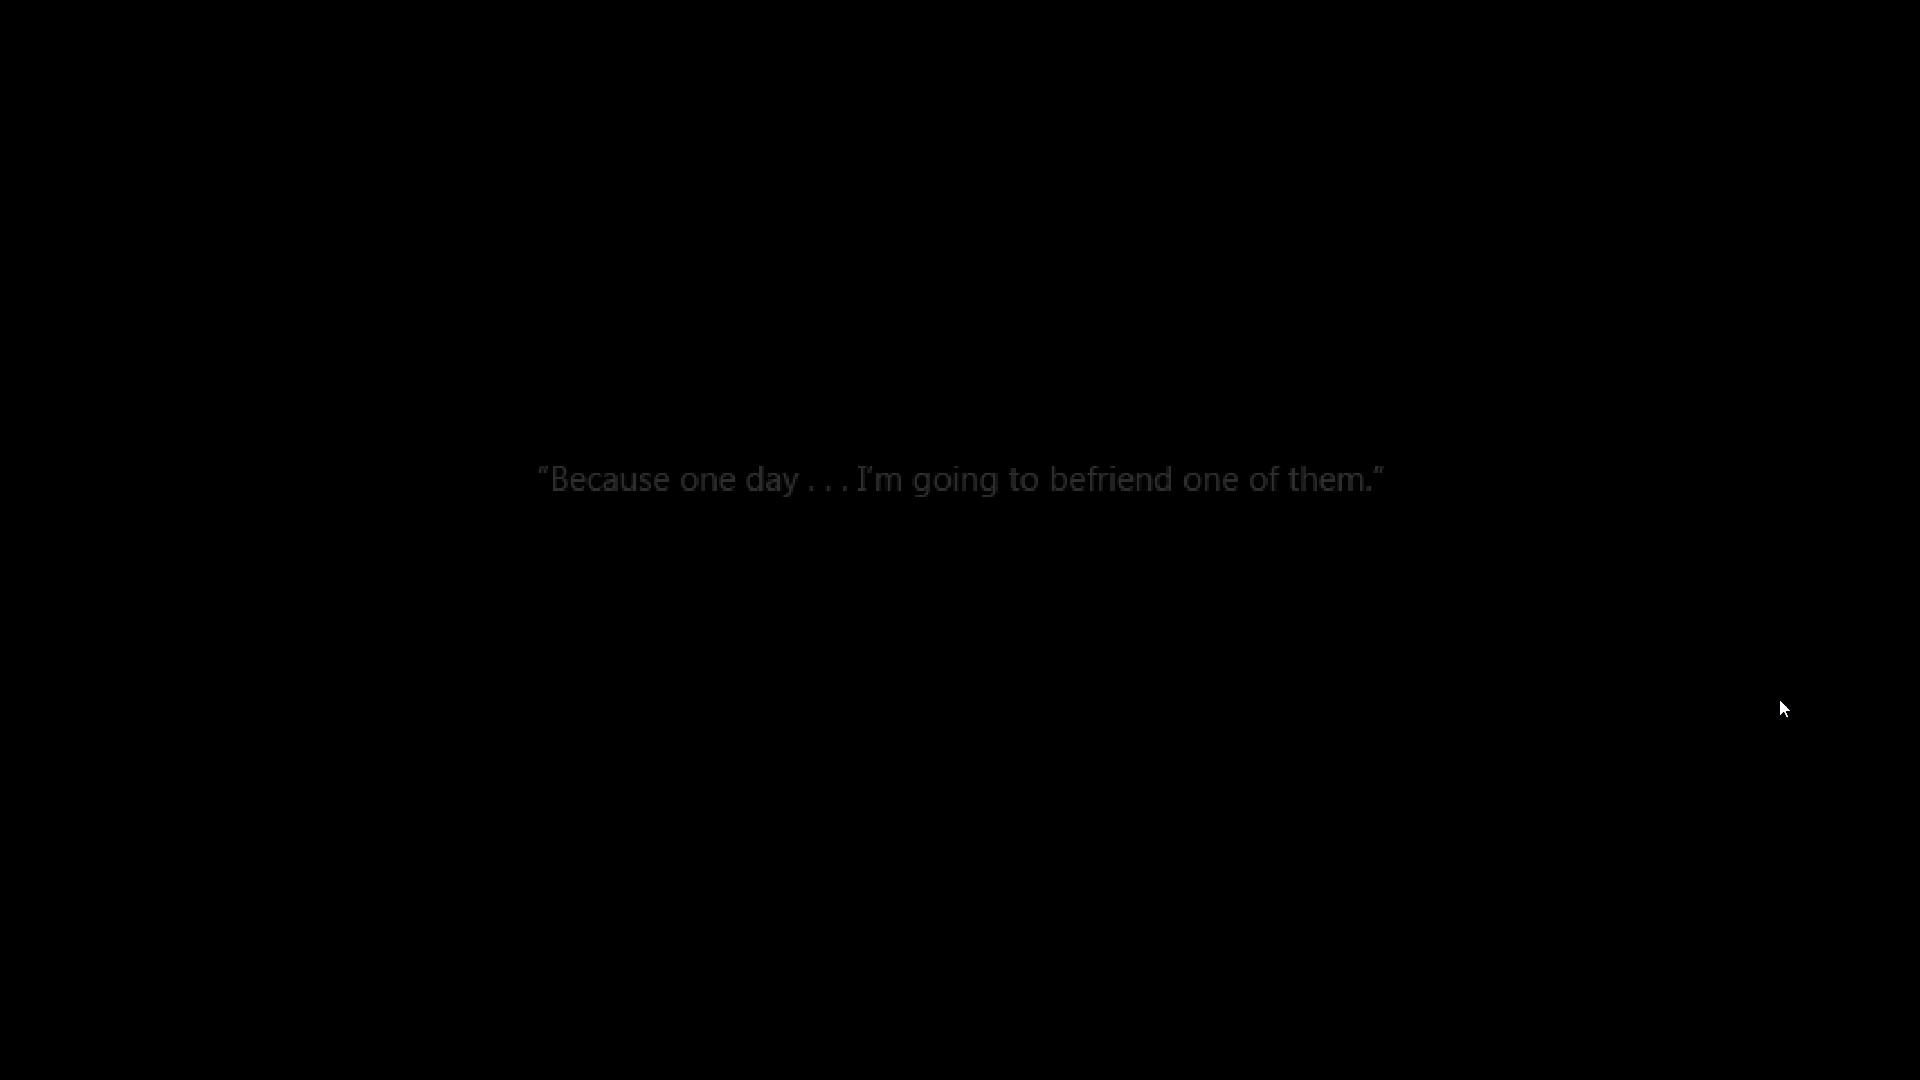 “Because one day . . . I’m going to befriend one of them.”